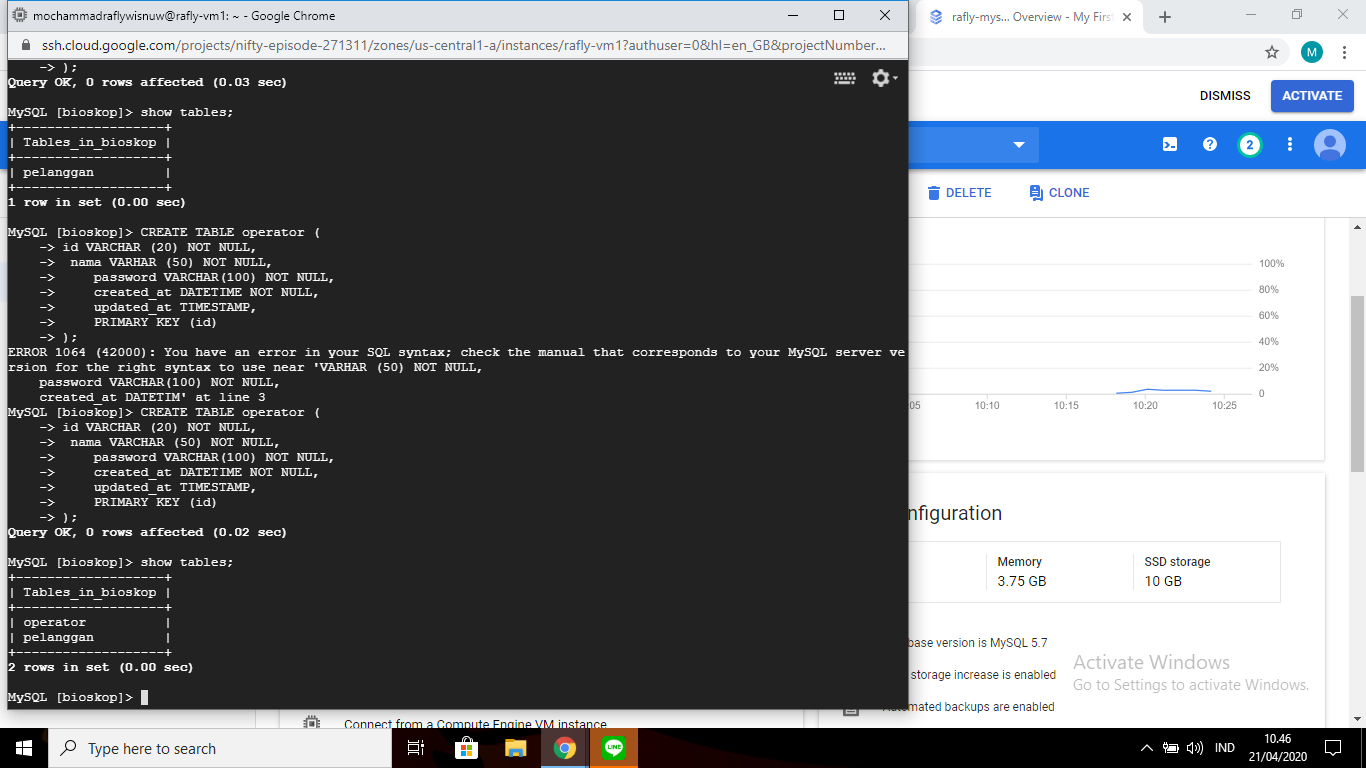 mochammadraflywisnuw@rafly-vm1: ~ - Google Chrome
ssh.cloud.google.com/projects/nifty-episode-271311/zones/us-central1-a/instances/rafly-vm1?authuser=0&hl=en_GB&projectNumber...
    -> );
Query OK, 0 rows affected (0.03 sec)
MySQL [bioskop]> show tables;
+-------------------+
| Tables_in_bioskop |
+-------------------+
| pelanggan         |
+-------------------+
1 row in set (0.00 sec)
MySQL [bioskop]> CREATE TABLE operator (
    -> id VARCHAR (20) NOT NULL,
    ->  nama VARHAR (50) NOT NULL,
    ->     password VARCHAR(100) NOT NULL,
    ->     created_at DATETIME NOT NULL,
    ->     updated_at TIMESTAMP,
    ->     PRIMARY KEY (id)
    -> );
ERROR 1064 (42000): You have an error in your SQL syntax; check the manual that corresponds to your MySQL server ve
rsion for the right syntax to use near 'VARHAR (50) NOT NULL,
    password VARCHAR(100) NOT NULL,
    created_at DATETIM' at line 3
MySQL [bioskop]> CREATE TABLE operator (
    -> id VARCHAR (20) NOT NULL,
    ->  nama VARCHAR (50) NOT NULL,
    ->     password VARCHAR(100) NOT NULL,
    ->     created_at DATETIME NOT NULL,
    ->     updated_at TIMESTAMP,
    ->     PRIMARY KEY (id)
    -> );
Query OK, 0 rows affected (0.02 sec)
MySQL [bioskop]> show tables;
+-------------------+
| Tables_in_bioskop |
+-------------------+
| operator          |
| pelanggan         |
+-------------------+
2 rows in set (0.00 sec)
MySQL [bioskop]>
rafly-mys... Overview - My First
M
DISMISS
ACTIVATE
2
DELETE
CLONE
100%
80%
60%
40%
20%
0
:05
10:10
10:15
10:20
10:25
nfiguration
Memory
3.75 GB
SSD storage
10 GB
base version is MySQL 5.7
storage increase is enabled
Automated backups are enabled
Activate Windows
Go to Settings to activate Windows.
Connect from a Compute Engine VM instance
Type here to search
LINE
IND
10.46
21/04/2020